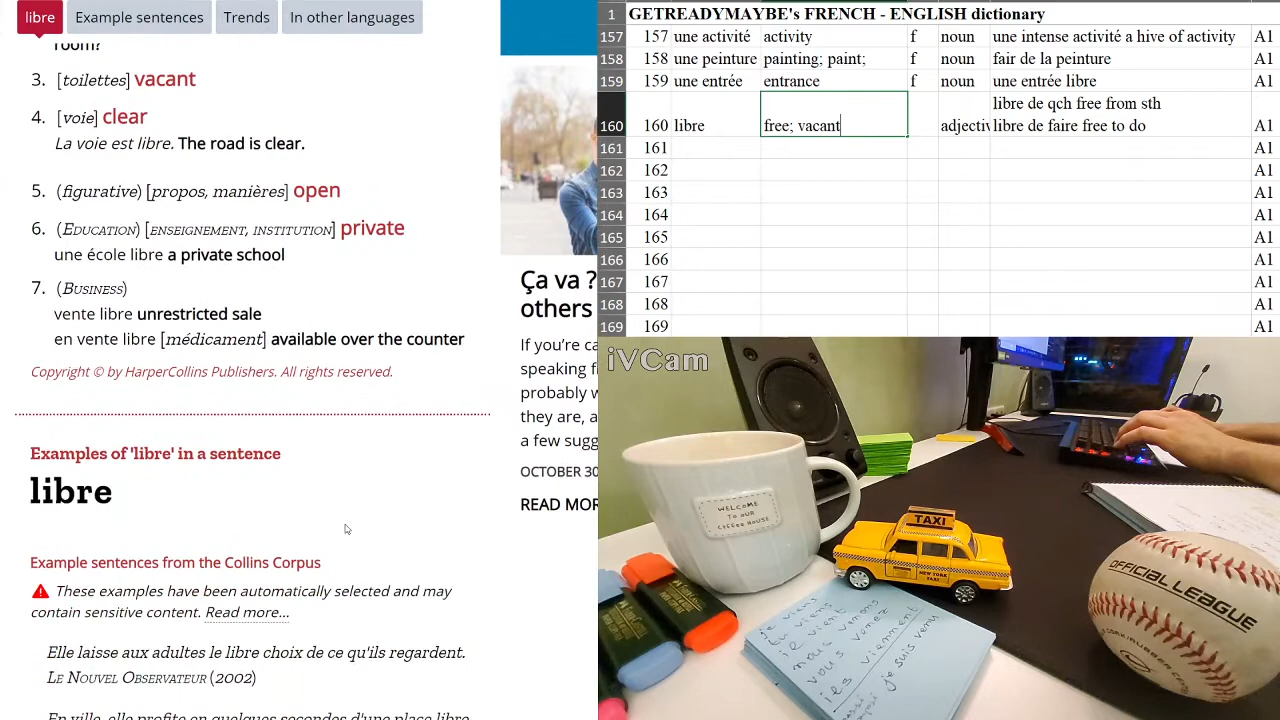 libre
Example sentences
Trends
In other languages
room?
3. [toilettes] vacant
4. [voie] clear
La voie est libre. The road is clear.
5. (figurative) [propos, manières] open
6. (EDUCATION) [ENSEIGNEMENT, INSTITUTION] private
une école libre a private school
7. (BUSINESS)
vente libre unrestricted sale
en vente libre [médicament] available over the counter
Copyright © by HarperCollins Publishers. All rights reserved.
Examples of 'libre' in a sentence
libre
Example sentences from the Collins Corpus
These examples have been automatically selected and may
contain sensitive content. Read more...
Elle laisse aux adultes le libre choix de ce qu'ils regardent.
LE NOUVEL OBSERVATEUR (2002)
En ville, elle profite en quelques secondes d'une place libre
Ça va ?
others
If you're ca
speaking f
probably w
they are, a
a few sugg
OCTOBER 30
READ MOR
1 GETREADYMAYBE's FRENCH - ENGLISH dictionary
157 157 une activité activity f noun une intense activité a hive of activity A1
158 158 une peinture painting; paint; f noun fair de la peinture A1
159 159 une entrée entrance f noun une entrée libre A1
libre de qch free from sth
160 160 libre free; vacant adjectiv libre de faire free to do A1
161 161 A1
162 162 A1
163 163 A1
164 164 A1
165 165 A1
166 166 A1
167 167 A1
168 168 A1
169 169 A1
iVCam
WELCOME
TO OUR
COFFEE HOUSE
TAXI
NEW YORK
TAXI
OFFICIAL LEAGUE
je viens
tu viens
il vient
nous venons
vous venez
ils viennent
je suis venu